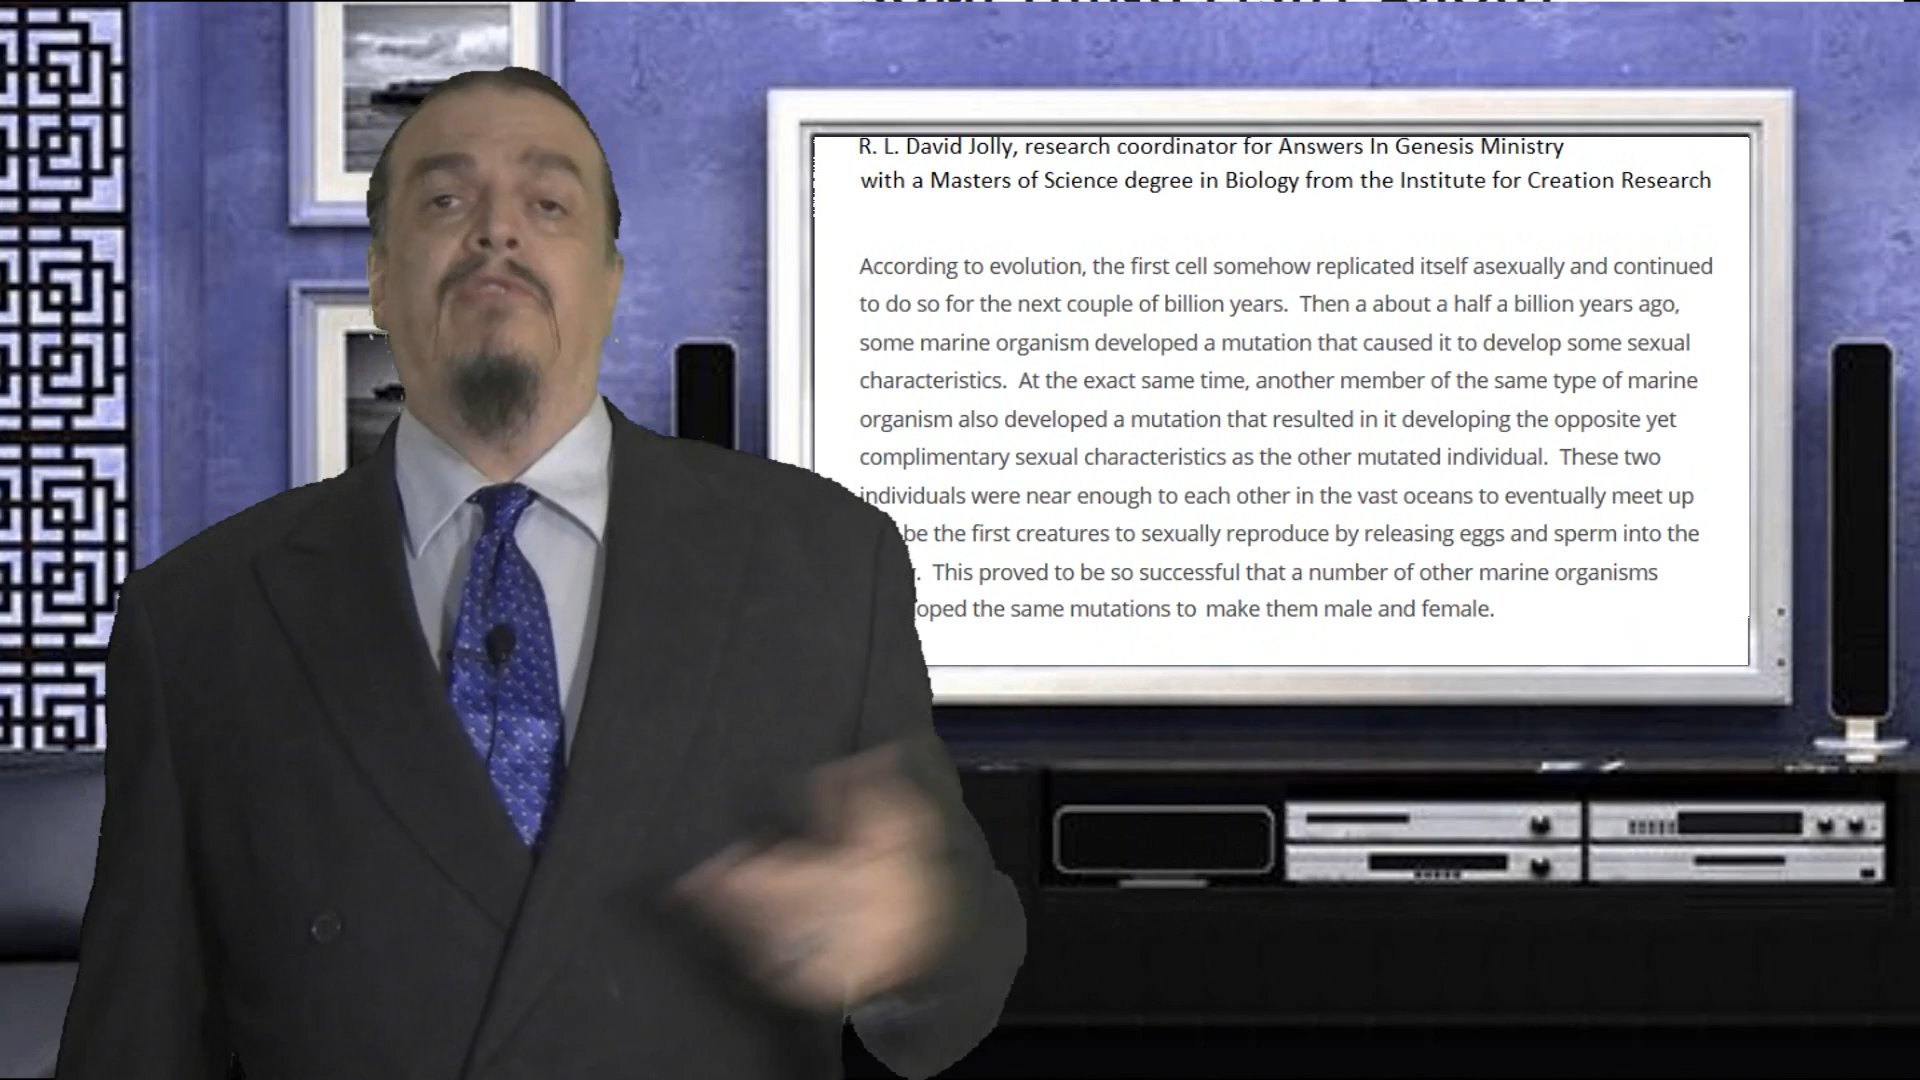 R. L. David Jolly, research coordinator for Answers In Genesis Ministry
with a Masters of Science degree in Biology from the Institute for Creation Research
According to evolution, the first cell somehow replicated itself asexually and continued
to do so for the next couple of billion years. Then a about a half a billion years ago,
some marine organism developed a mutation that caused it to develop some sexual
characteristics. At the exact same time, another member of the same type of marine
organism also developed a mutation that resulted in it developing the opposite yet
complimentary sexual characteristics as the other mutated individual. These two
individuals were near enough to each other in the vast oceans to eventually meet up
be the first creatures to sexually reproduce by releasing eggs and sperm into the
. This proved to be so successful that a number of other marine organisms
oped the same mutations to make them male and female.